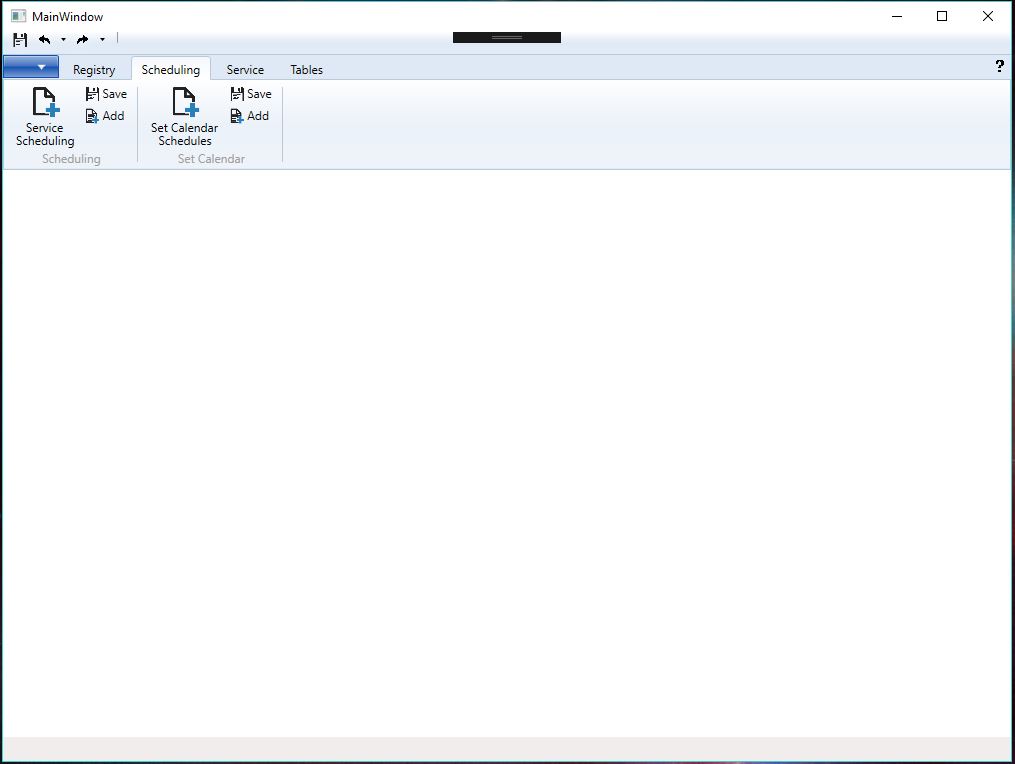 MainWindow
?
Registry Scheduling Service Tables
Save Save
Add Add
Service Set Calendar
Scheduling Schedules
Scheduling Set Calendar